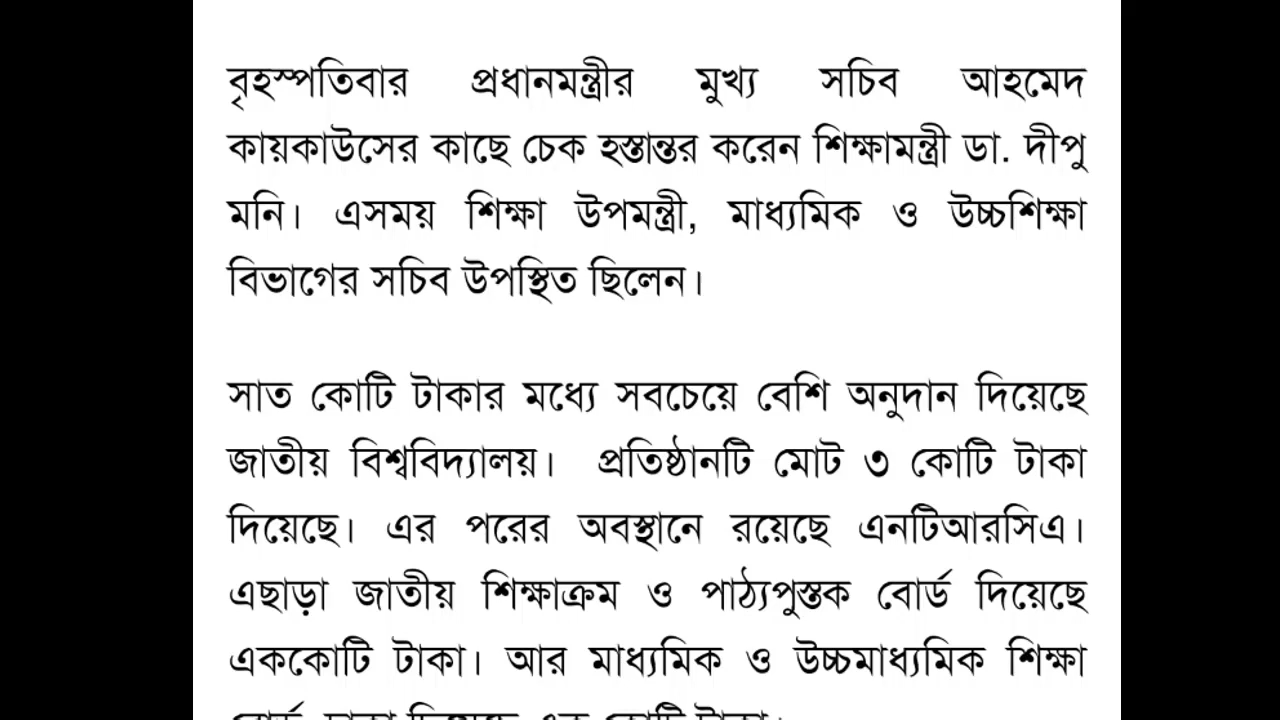 বৃহস্পতিবার প্রধানমন্ত্রীর মুখ্য সচিব আহমেদ
কায়কাউসের কাছে চেক হস্তান্তর করেন শিক্ষামন্ত্রী ডা. দীপু
মনি। এসময় শিক্ষা উপমন্ত্রী, মাধ্যমিক ও উচ্চশিক্ষা
বিভাগের সচিব উপস্থিত ছিলেন।
সাত কোটি টাকার মধ্যে সবচেয়ে বেশি অনুদান দিয়েছে
জাতীয় বিশ্ববিদ্যালয়। প্রতিষ্ঠানটি মোট ৩ কোটি টাকা
দিয়েছে। এর পরের অবস্থানে রয়েছে এনটিআরসিএ।
এছাড়া জাতীয় শিক্ষাক্রম ও পাঠ্যপুস্তক বোর্ড দিয়েছে
এককোটি টাকা। আর মাধ্যমিক ও উচ্চমাধ্যমিক শিক্ষা